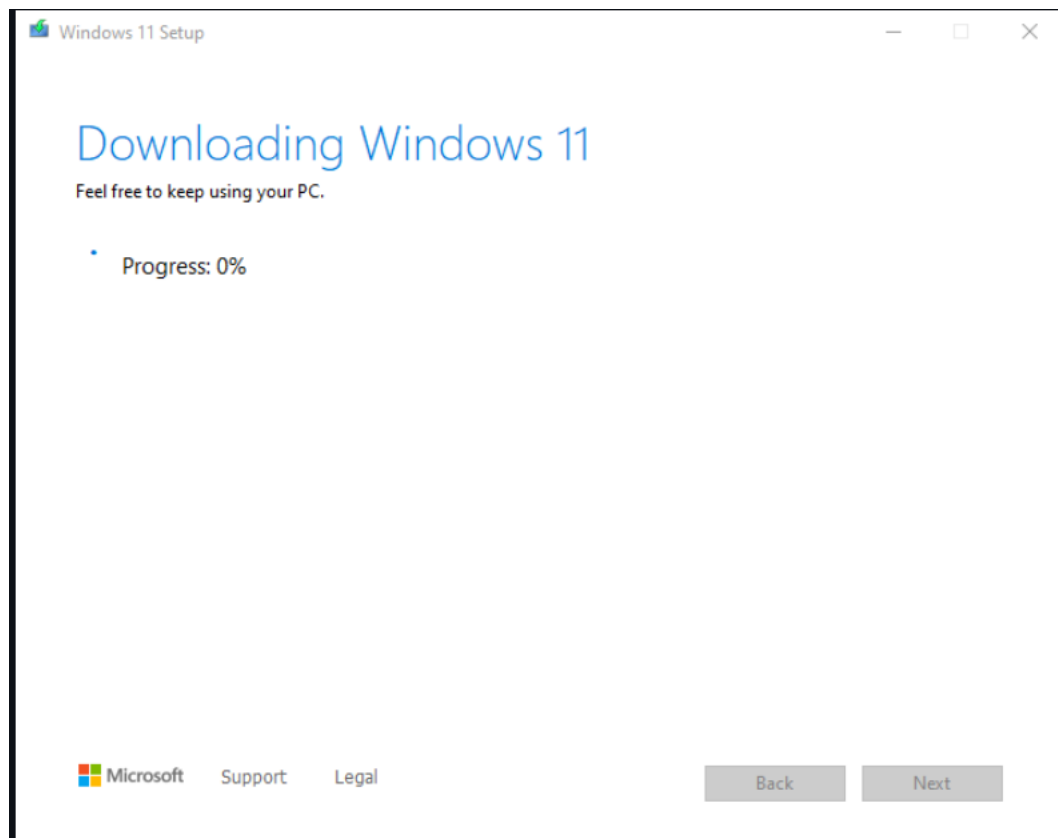 Windows 11 Setup
Downloading Windows 11
Feel free to keep using your PC.
Progress: 0%
Microsoft Support Legal Back Next